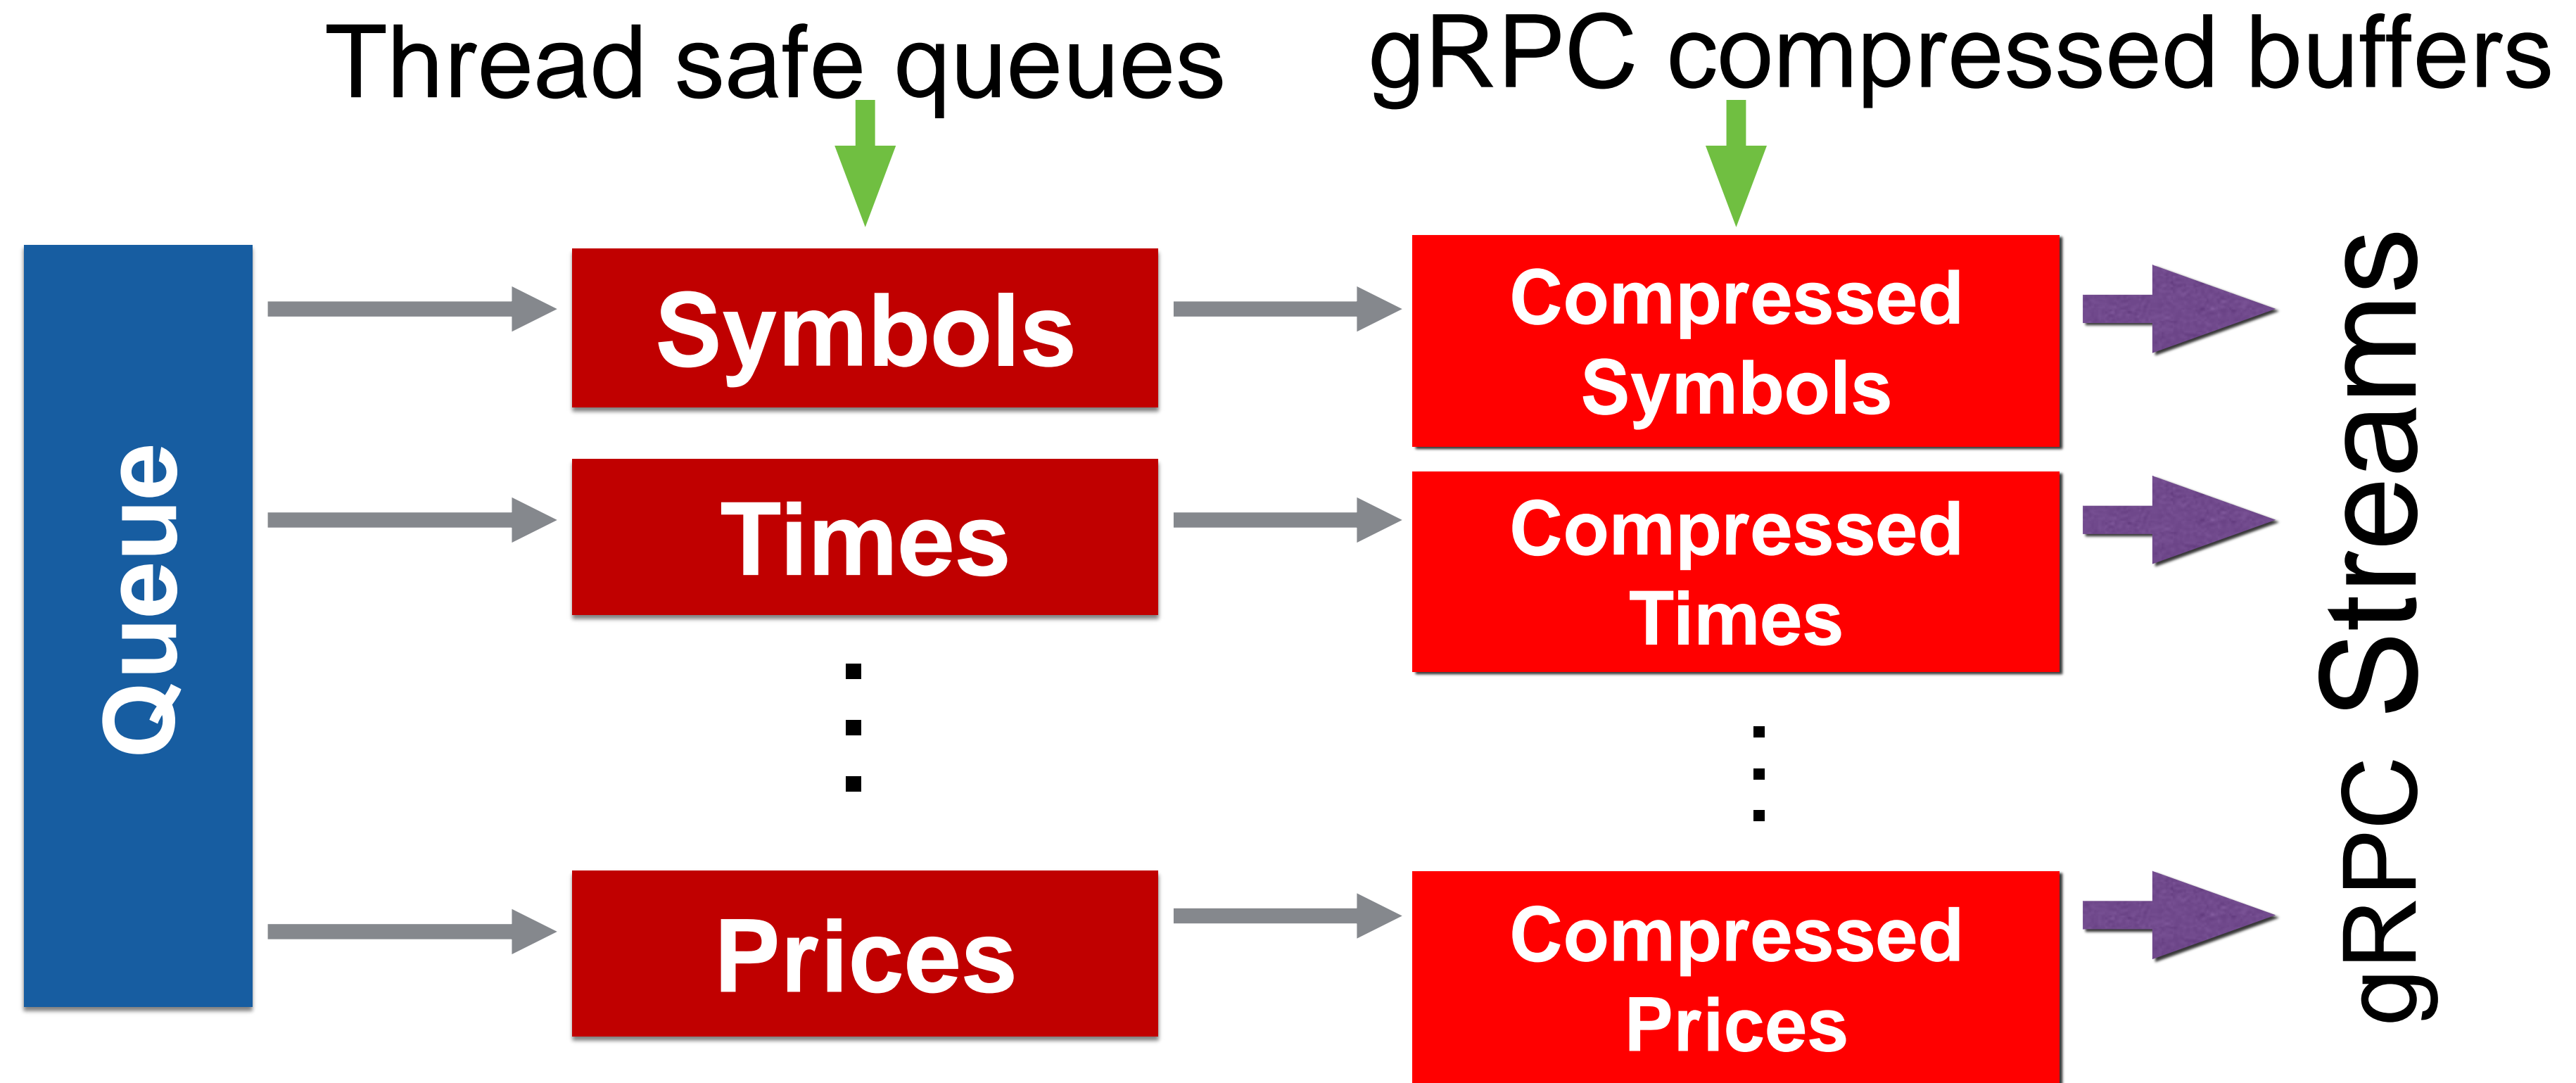 Thread safe queues
gRPC compressed buffers
Queue
Symbols
Compressed
Symbols
Times
Compressed
Times
Prices
Compressed
Prices
gRPC Streams